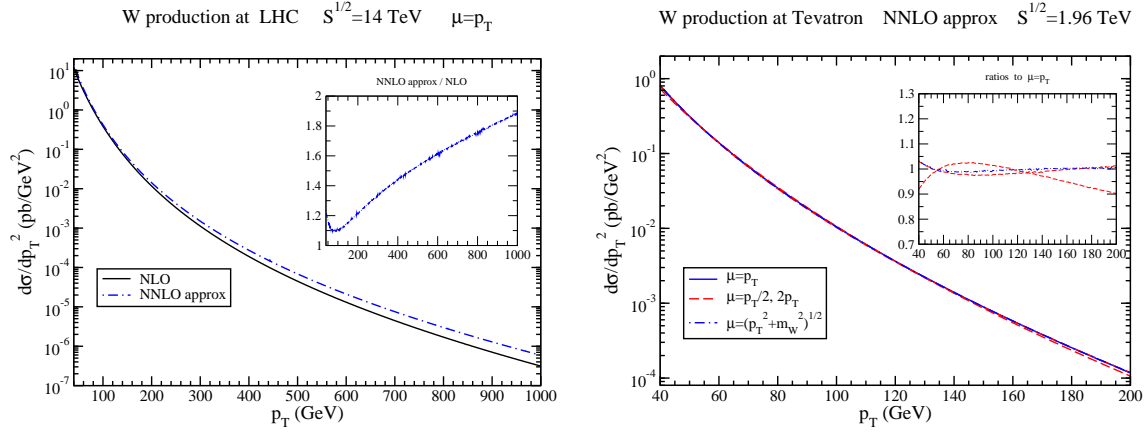 W production at LHC S^1/2=14 TeV μ=p_T
10^1
10^0
10^-1
10^-2
10^-3
10^-4
10^-5
10^-6
10^-7
dσ/dp_T^2 (pb/GeV^2)
NNLO approx / NLO
2
1.8
1.6
1.4
1.2
1
200 400 600 800 1000
NLO
NNLO approx
100 200 300 400 500 600 700 800 900 1000
p_T (GeV)
W production at Tevatron NNLO approx S^1/2=1.96 TeV
10^0
10^-1
10^-2
10^-3
10^-4
dσ/dp_T^2 (pb/GeV^2)
ratios to μ=p_T
1.3
1.2
1.1
1
0.9
0.8
0.7
40 60 80 100 120 140 160 180 200
μ=p_T
μ=p_T/2, 2p_T
μ=(p_T^2+m_W^2)^1/2
40 60 80 100 120 140 160 180 200
p_T (GeV)